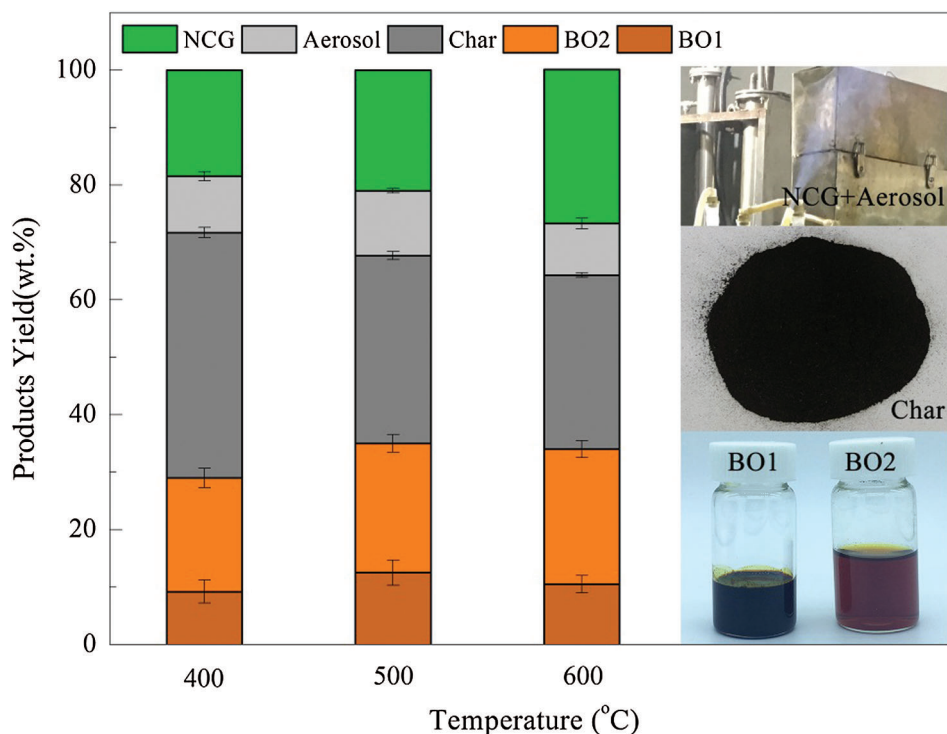 NCG Aerosol Char BO2 BO1
100
80
60
40
20
0
Products Yield(wt.%)
400 500 600
Temperature (°C)
NCG+Aerosol
Char
BO1 BO2